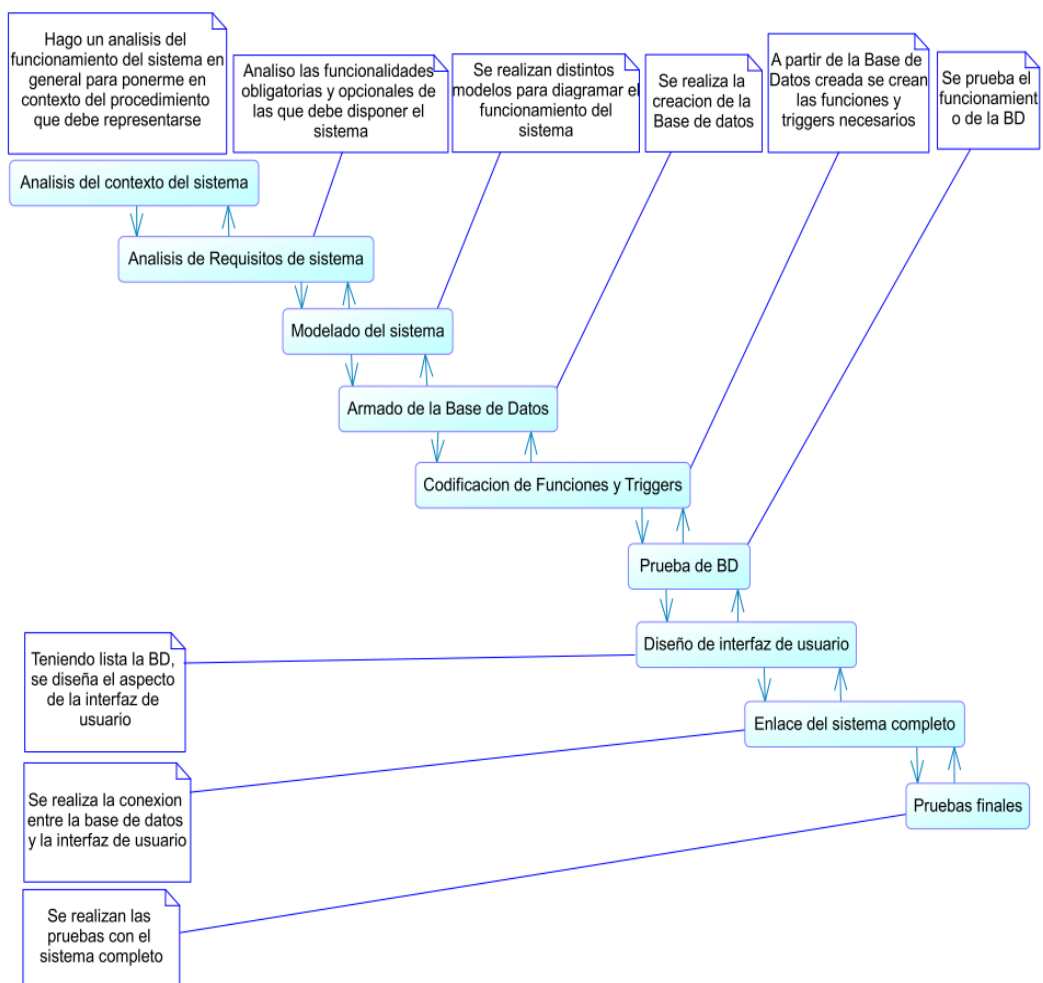 Hago un analisis del
funcionamiento del sistema en
general para ponerme en
contexto del procedimiento
que debe representarse
Analiso las funcionalidades
obligatorias y opcionales de
las que debe disponer el
sistema
Se realizan distintos
modelos para diagramar el
funcionamiento del
sistema
Se realiza la
creacion de la
Base de datos
A partir de la Base de
Datos creada se crean
las funciones y
triggers necesarios
Se prueba el
funcionamient
o de la BD
Analisis del contexto del sistema
Analisis de Requisitos de sistema
Modelado del sistema
Armado de la Base de Datos
Codificacion de Funciones y Triggers
Prueba de BD
Diseño de interfaz de usuario
Enlace del sistema completo
Pruebas finales
Teniendo lista la BD,
se diseña el aspecto
de la interfaz de
usuario
Se realiza la conexion
entre la base de datos
y la interfaz de usuario
Se realizan las
pruebas con el
sistema completo